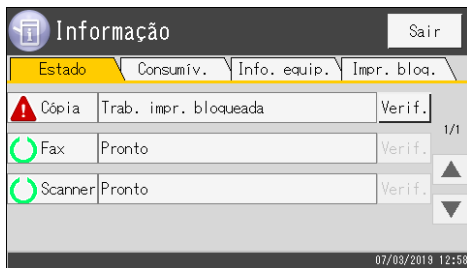 Informação
Sair
Estado Consumív. Info. equip. Impr. bloq.
Cópia Trab. impr. bloqueada Verif.
1/1
Fax Pronto Verif.
Scanner Pronto Verif.
07/03/2019 12:58